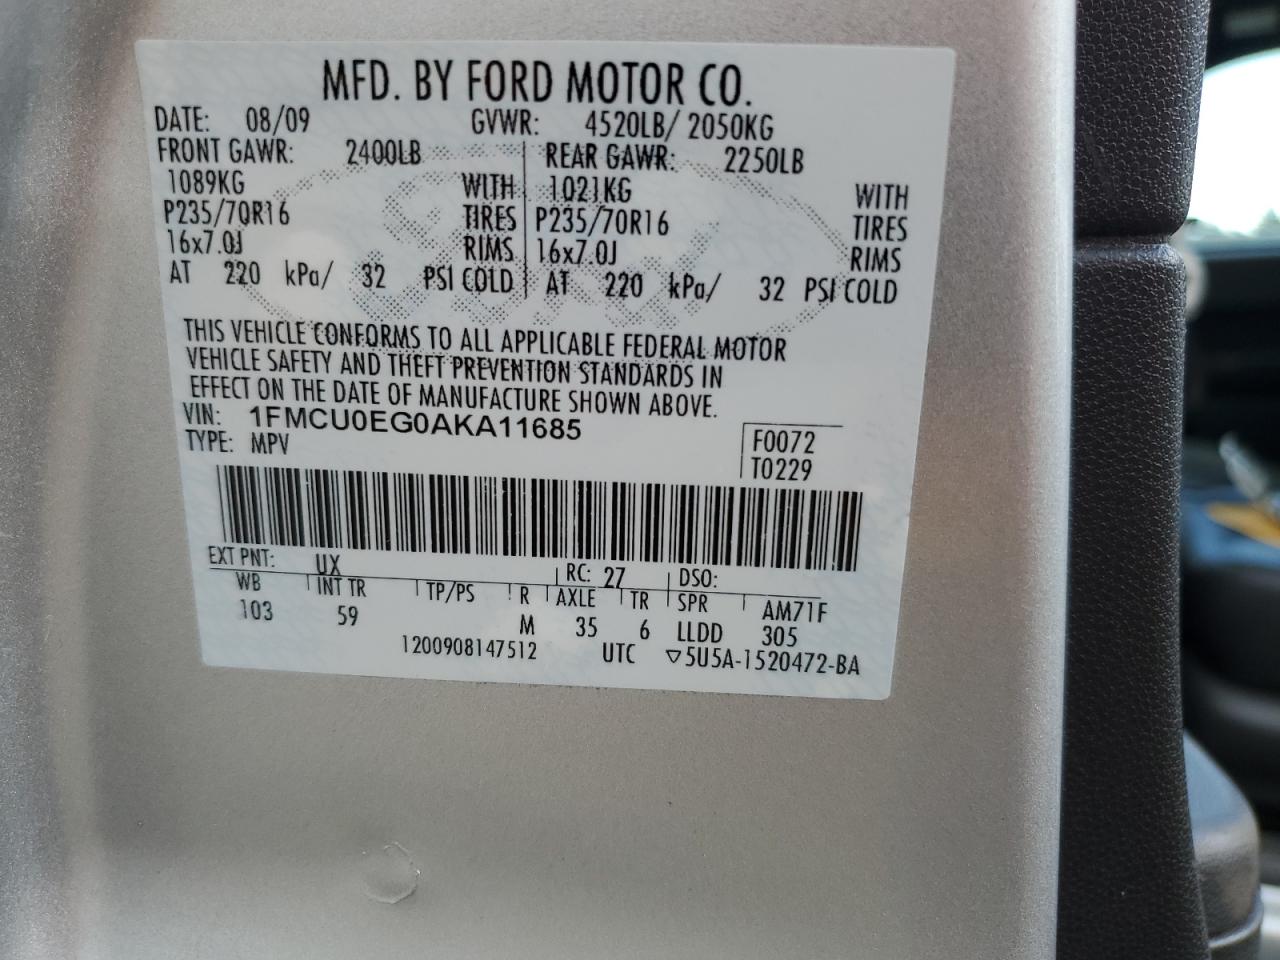 MFD. BY FORD MOTOR CO.
DATE: 08/09 GVWR: 4520LB/ 2050KG
FRONT GAWR: 2400LB REAR GAWR: 2250LB
1089KG WITH 1021KG WITH
P235/70R16 TIRES P235/70R16 TIRES
16x7.0J RIMS 16x7.0J RIMS
AT 220 kPa/ 32 PSI COLD AT 220 kPa/ 32 PSI COLD
THIS VEHICLE CONFORMS TO ALL APPLICABLE FEDERAL MOTOR
VEHICLE SAFETY AND THEFT PREVENTION STANDARDS IN
EFFECT ON THE DATE OF MANUFACTURE SHOWN ABOVE.
VIN: 1FMCU0EG0AKA11685
TYPE: MPV F0072
T0229
EXT PNT: UX RC: 27 DSO:
WB INT TR TP/PS R AXLE TR SPR AM71F
103 59 M 35 6 LLDD 305
1200908147512 UTC ▽5U5A-1520472-BA